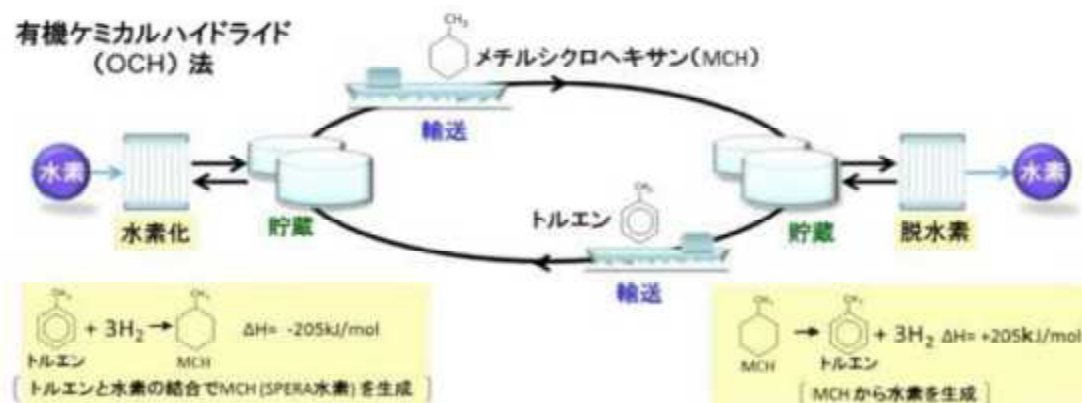 有機ケミカルハイドライド
(OCH) 法
CH₃
メチルシクロヘキサン(MCH)
輸送
水素
水素化
貯蔵
トルエン
CH₃
輸送
貯蔵
脱水素
水素
CH₃
CH₃
+ 3H₂ → ΔH= -205kJ/mol
トルエン
MCH
[ トルエンと水素の結合でMCH(SPERA水素)を生成 ]
CH₃
CH₃
→ + 3H₂ ΔH= +205kJ/mol
MCH
トルエン
[ MCHから水素を生成 ]